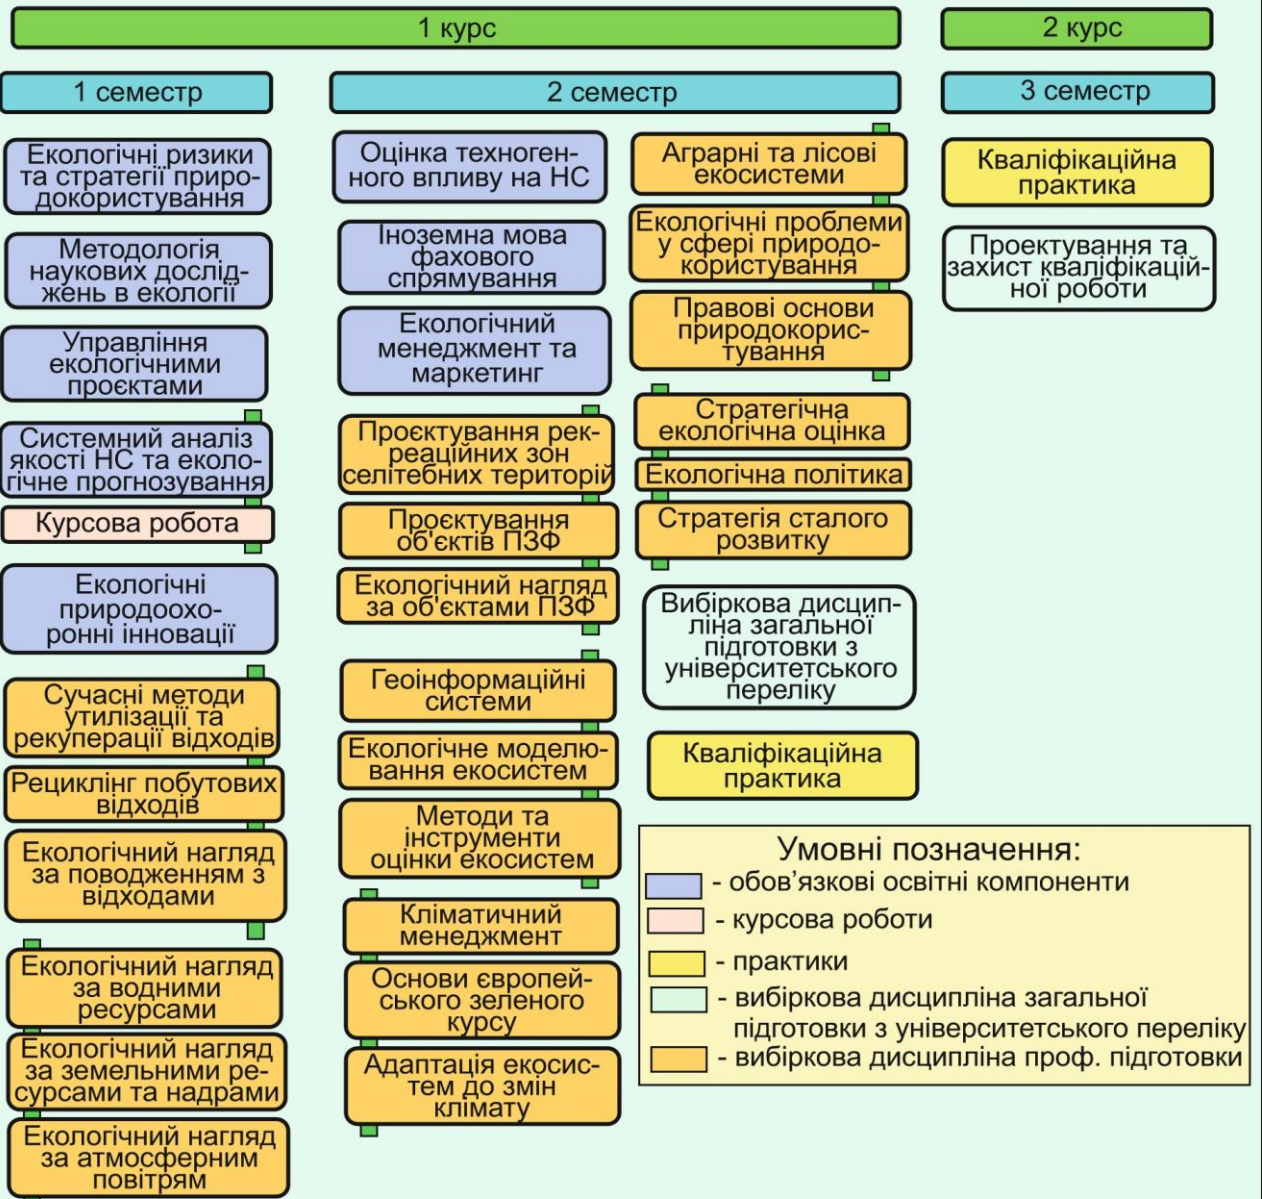 1 курс
2 курс
1 семестр
2 семестр
3 семестр
Екологічні ризики
та стратегії приро-
докористування
Методологія
наукових дослід-
жень в екології
Управління
екологічними
проєктами
Системний аналіз
якості НС та еколо-
гічне прогнозування
Курсова робота
Екологічні
природоохо-
ронні інновації
Сучасні методи
утилізації та
рекуперації відходів
Рециклінг побутових
відходів
Екологічний нагляд
за поводженням з
відходами
Екологічний нагляд
за водними
ресурсами
Екологічний нагляд
за земельними ре-
сурсами та надрами
Екологічний нагляд
за атмосферним
повітрям
Оцінка техноген-
ного впливу на НС
Іноземна мова
фахового
спрямування
Екологічний
менеджмент та
маркетинг
Проєктування рек-
реаційних зон
селітебних територій
Проєктування
об'єктів ПЗФ
Екологічний нагляд
за об'єктами ПЗФ
Геоінформаційні
системи
Екологічне моделю-
вання екосистем
Методи та
інструменти
оцінки екосистем
Кліматичний
менеджмент
Основи європей-
ського зеленого
курсу
Адаптація екосис-
тем до змін
клімату
Аграрні та лісові
екосистеми
Екологічні проблеми
у сфері природо-
користування
Правові основи
природокорис-
тування
Стратегічна
екологічна оцінка
Екологічна політика
Стратегія сталого
розвитку
Вибіркова дисцип-
ліна загальної
підготовки з
університетського
переліку
Кваліфікаційна
практика
Кваліфікаційна
практика
Проектування та
захист кваліфікацій-
ної роботи
Умовні позначення:
- обов’язкові освітні компоненти
- курсова роботи
- практики
- вибіркова дисципліна загальної
підготовки з університетського переліку
- вибіркова дисципліна проф. підготовки